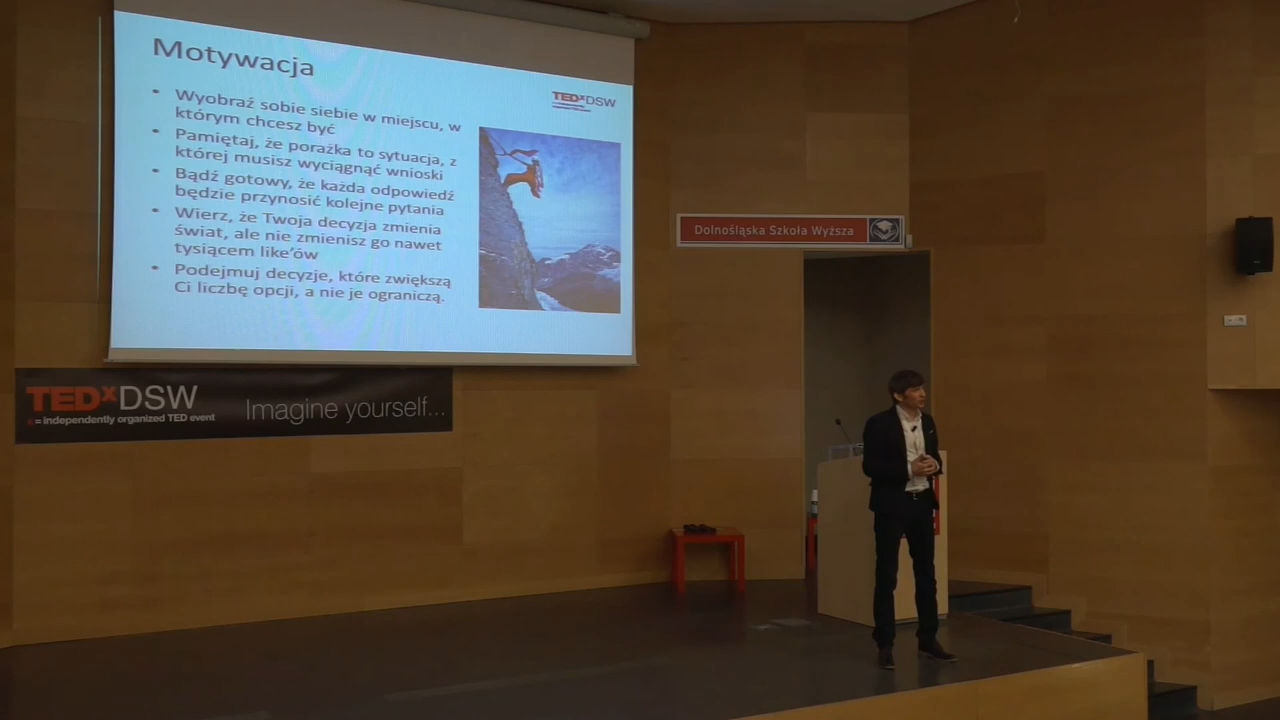 Motywacja
TEDxDSW
• Wyobraź sobie siebie w miejscu, w
którym chcesz być
• Pamiętaj, że porażka to sytuacja, z
której musisz wyciągnąć wnioski
• Bądź gotowy, że każda odpowiedź
będzie przynosić kolejne pytania
• Wierz, że Twoja decyzja zmienia
świat, ale nie zmienisz go nawet
tysiącem like'ów
• Podejmuj decyzje, które zwiększą
Ci liczbę opcji, a nie je ograniczą.
Dolnośląska Szkoła Wyższa
TEDxDSW
x = independently organized TED event
Imagine yourself...